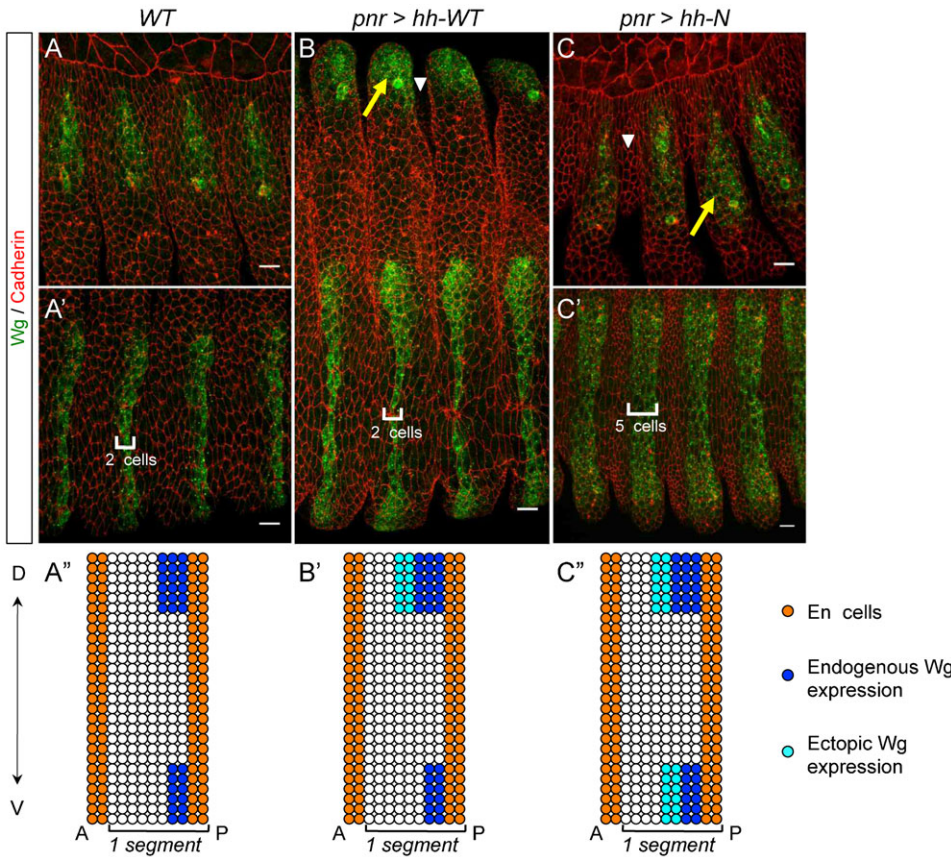 WT
pnr > hh-WT
pnr > hh-N
Wg / Cadherin
A
B
C
A'
2 cells
2 cells
C'
5 cells
D
V
A”
B'
C”
En cells
Endogenous Wg
expression
Ectopic Wg
expression
A
P
1 segment
A
P
1 segment
A
P
1 segment